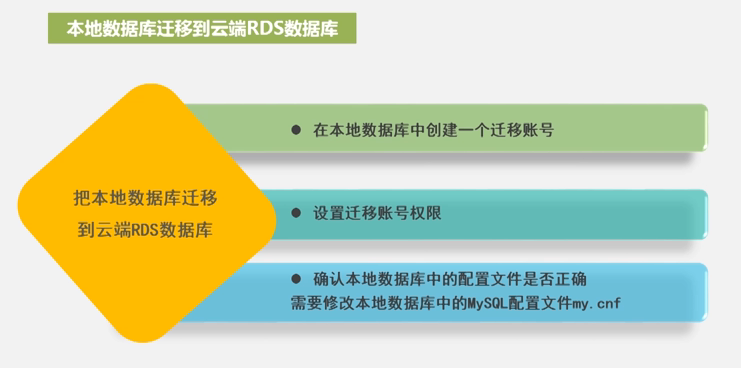 本地数据库迁移到云端RDS数据库
把本地数据库迁移
到云端RDS数据库
● 在本地数据库中创建一个迁移账号
● 设置迁移账号权限
● 确认本地数据库中的配置文件是否正确
需要修改本地数据库中的MySQL配置文件my.cnf